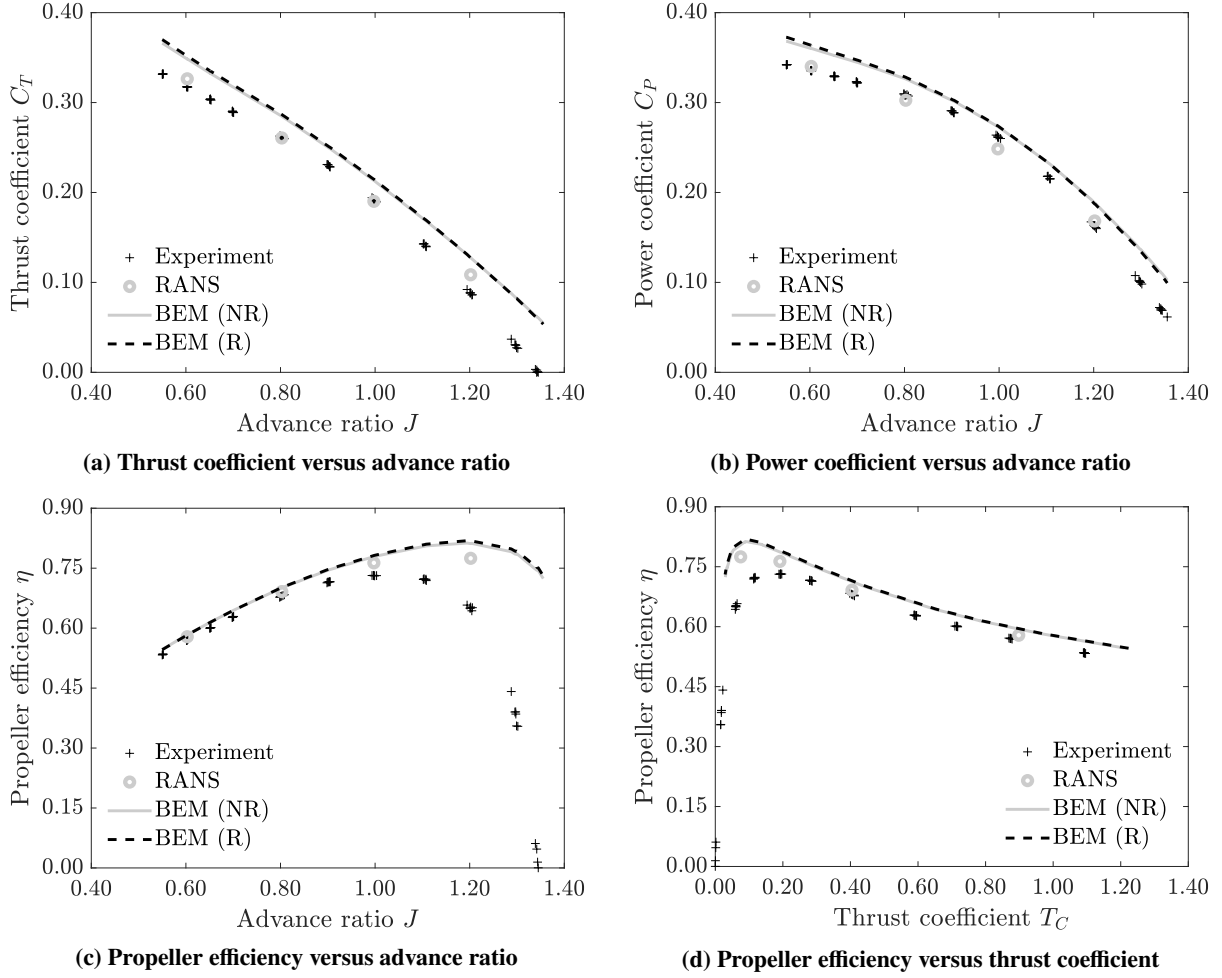 0.40
0.30
0.20
0.10
0.00
Thrust coefficient C_T
Experiment
RANS
BEM (NR)
BEM (R)
0.40 0.60 0.80 1.00 1.20 1.40
Advance ratio J
(a) Thrust coefficient versus advance ratio
0.40
0.30
0.20
0.10
0.00
Power coefficient C_P
Experiment
RANS
BEM (NR)
BEM (R)
0.40 0.60 0.80 1.00 1.20 1.40
Advance ratio J
(b) Power coefficient versus advance ratio
0.90
0.75
0.60
0.45
0.30
0.15
0.00
Propeller efficiency η
Experiment
RANS
BEM (NR)
BEM (R)
0.40 0.60 0.80 1.00 1.20 1.40
Advance ratio J
(c) Propeller efficiency versus advance ratio
0.90
0.75
0.60
0.45
0.30
0.15
0.00
Propeller efficiency η
Experiment
RANS
BEM (NR)
BEM (R)
0.00 0.20 0.40 0.60 0.80 1.00 1.20 1.40
Thrust coefficient T_C
(d) Propeller efficiency versus thrust coefficient